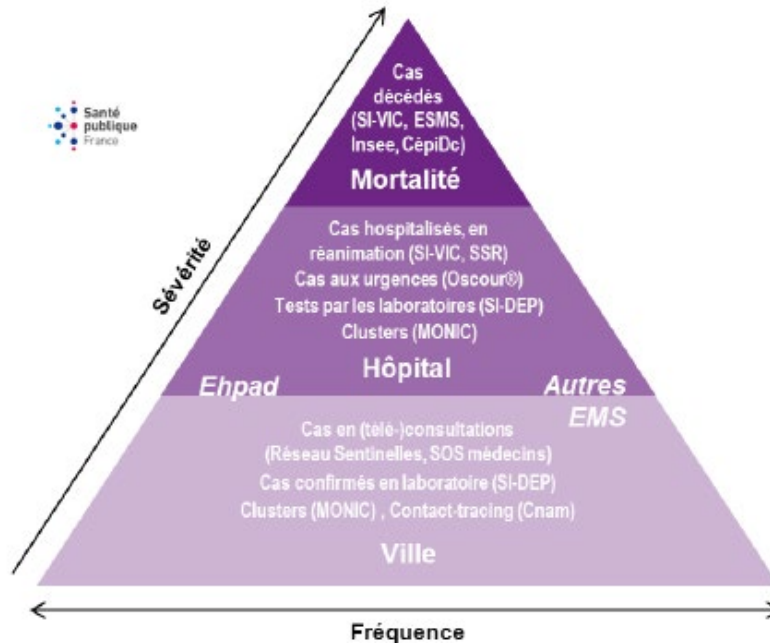 Santé
publique
France
Sévérité
Cas
décédés
(SI-VIC, ESMS,
Insee, CépiDc)
Mortalité
Cas hospitalisés, en
réanimation (SI-VIC, SSR)
Cas aux urgences (Oscour®)
Tests par les laboratoires (SI-DEP)
Clusters (MONIC)
Hôpital
Ehpad
Autres
EMS
Cas en (télé-)consultations
(Réseau Sentinelles, SOS médecins)
Cas confirmés en laboratoire (SI-DEP)
Clusters (MONIC) , Contact-tracing (Cnam)
Ville
Fréquence